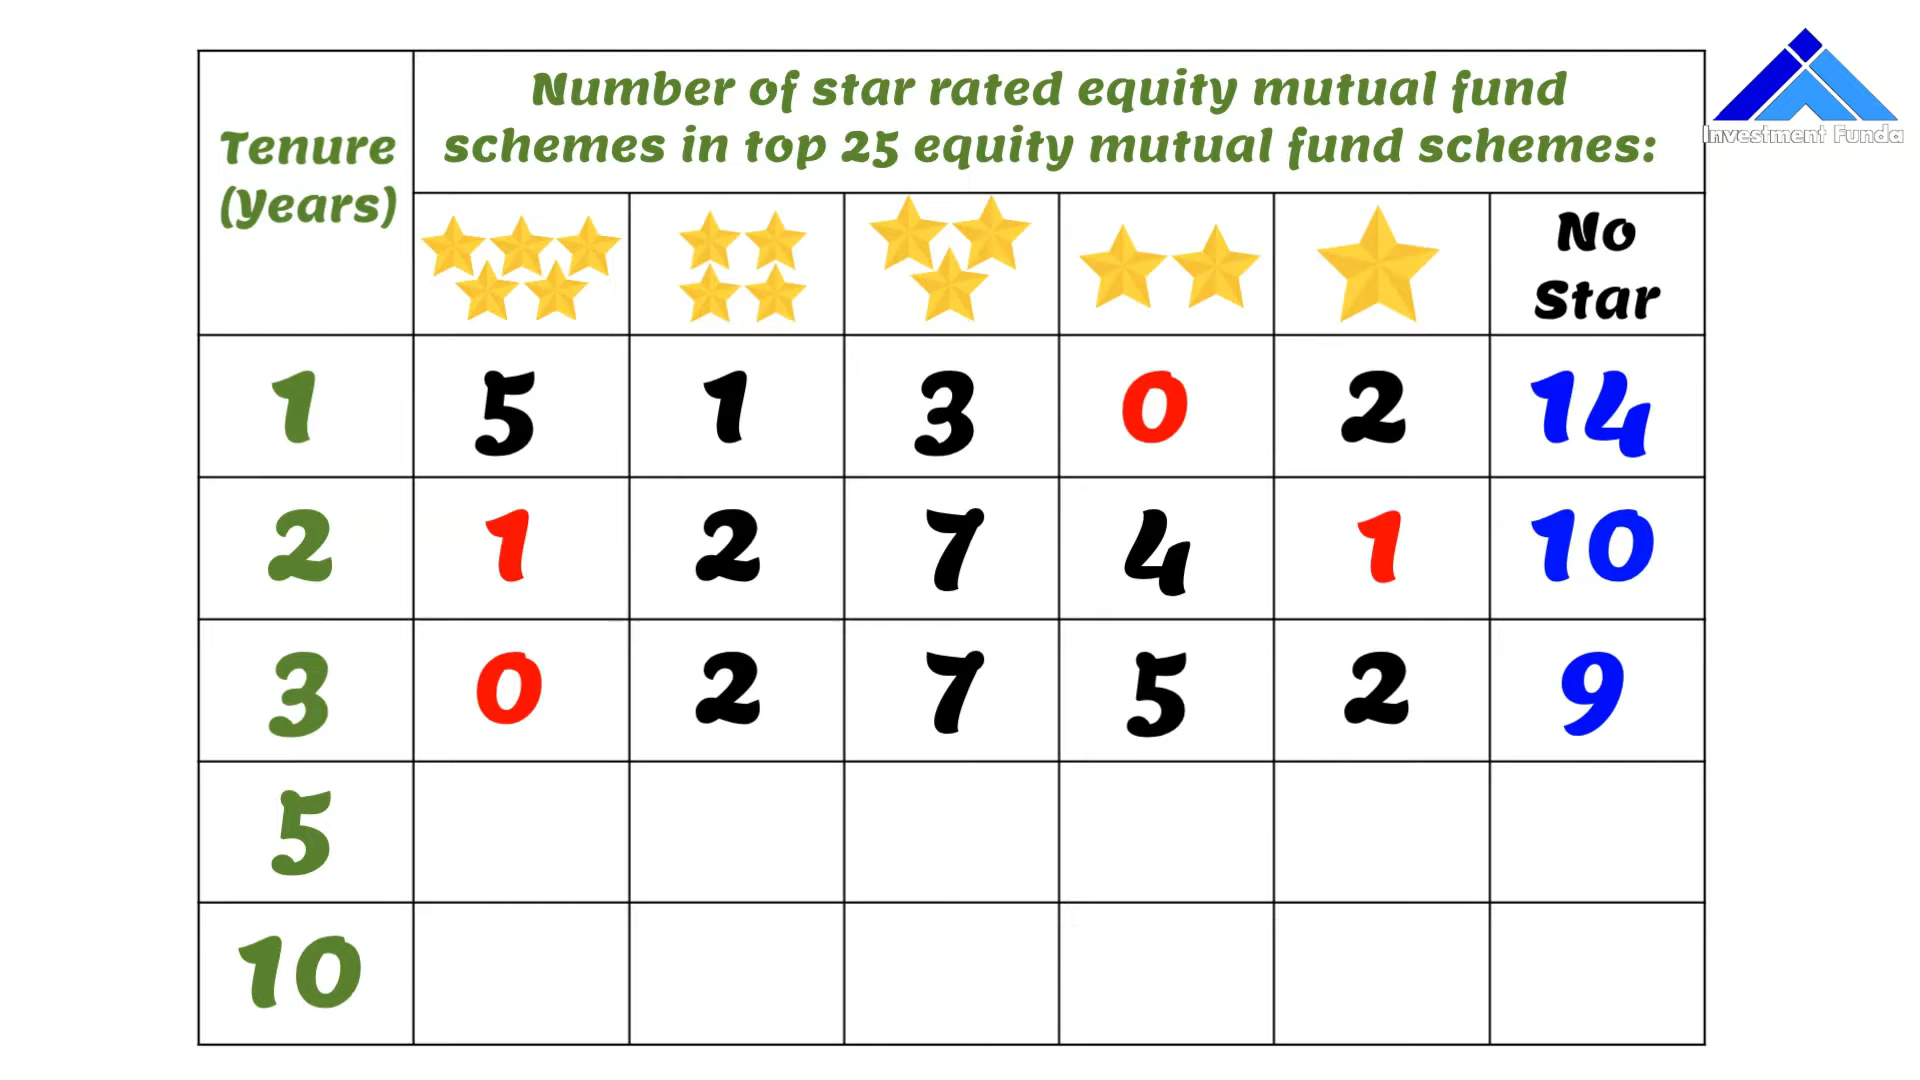 Number of star rated equity mutual fund
schemes in top 25 equity mutual fund schemes:
Tenure
(Years)
No
Star
1 5 1 3 0 2 14
2 1 2 7 4 1 10
3 0 2 7 5 2 9
5
10
Investment Funda